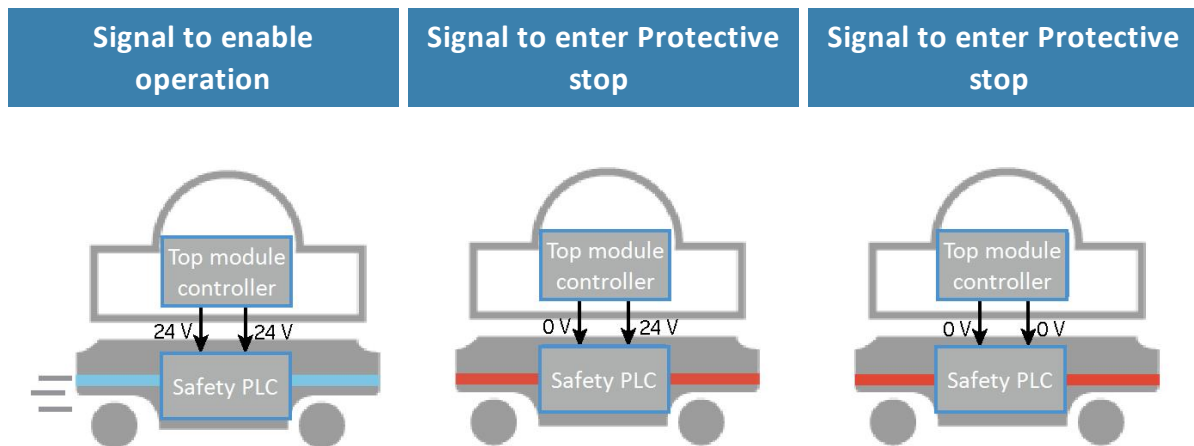 Signal to enable
operation
Signal to enter Protective
stop
Signal to enter Protective
stop
Top module
controller
24 V
24 V
Safety PLC
Top module
controller
0 V
24 V
Safety PLC
Top module
controller
0 V
0 V
Safety PLC